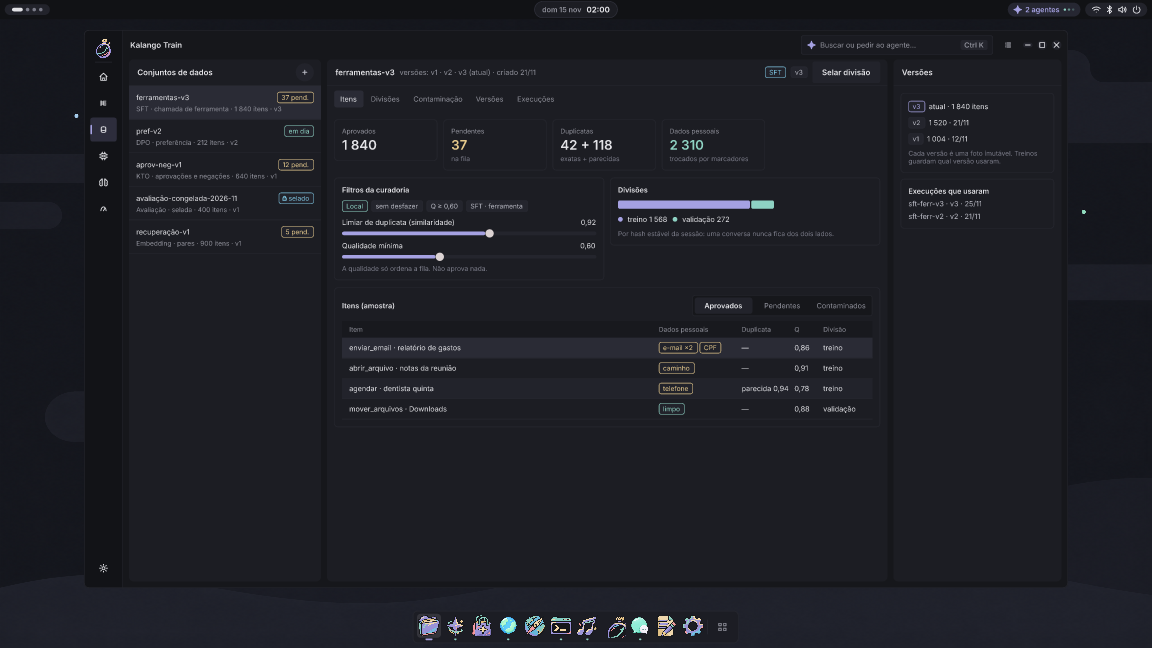 dom 15 nov 02:00
2 agentes
Kalango Train
Buscar ou pedir ao agente... Ctrl K
Conjuntos de dados +
ferramentas-v3 37 pend.
SFT · chamada de ferramenta · 1 840 itens · v3
pref-v2 em dia
DPO · preferência · 212 itens · v2
aprov-neg-v1 12 pend.
KTO · aprovações e negações · 640 itens · v1
avaliação-congelada-2026-11 selado
Avaliação · selada · 400 itens · v1
recuperação-v1 5 pend.
Embedding · pares · 900 itens · v1
ferramentas-v3 versões: v1 · v2 · v3 (atual) · criado 21/11 SFT v3 Selar divisão
Itens Divisões Contaminação Versões Execuções
Aprovados
1 840
Pendentes
37
na fila
Duplicatas
42 + 118
exatas + parecidas
Dados pessoais
2 310
trocados por marcadores
Filtros da curadoria
Local sem desfazer Q ≥ 0,60 SFT · ferramenta
Limiar de duplicata (similaridade) 0,92
Qualidade mínima 0,60
A qualidade só ordena a fila. Não aprova nada.
Divisões
treino 1 568 validação 272
Por hash estável da sessão: uma conversa nunca fica dos dois lados.
Itens (amostra) Aprovados Pendentes Contaminados
Item Dados pessoais Duplicata Q Divisão
enviar_email · relatório de gastos e-mail ×2 CPF — 0,86 treino
abrir_arquivo · notas da reunião caminho — 0,91 treino
agendar · dentista quinta telefone parecida 0,94 0,78 treino
mover_arquivos · Downloads limpo — 0,88 validação
Versões
v3 atual · 1 840 itens
v2 1 520 · 21/11
v1 1 004 · 12/11
Cada versão é uma foto imutável. Treinos
guardam qual versão usaram.
Execuções que usaram
sft-ferr-v3 · v3 · 25/11
sft-ferr-v2 · v2 · 21/11